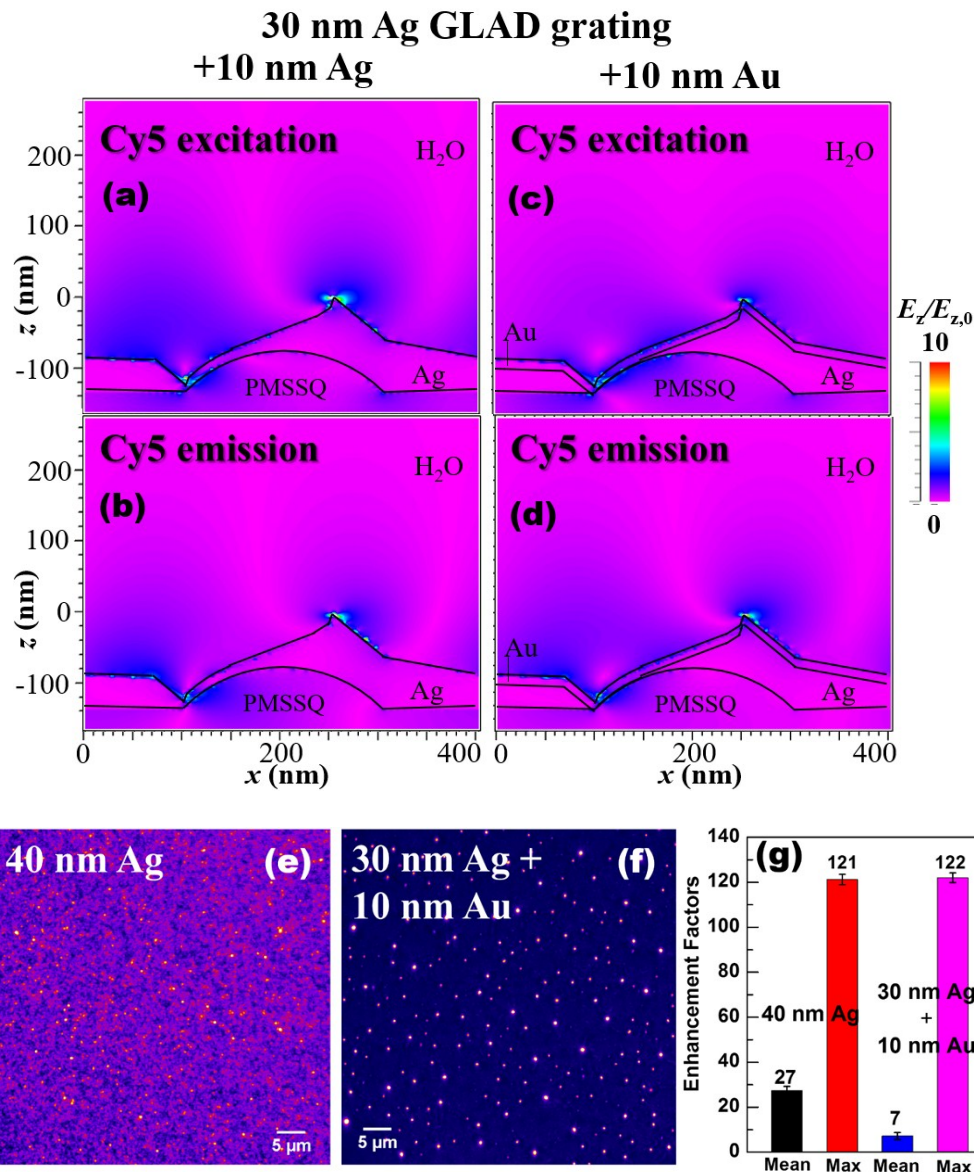 30 nm Ag GLAD grating
+10 nm Ag
+10 nm Au
Cy5 excitation
H₂O
(a)
200
100
0
-100
z (nm)
PMSSQ
Ag
Cy5 excitation
H₂O
(c)
Au
PMSSQ
Ag
E_z/E_z,0
10
0
Cy5 emission
H₂O
(b)
200
100
0
-100
z (nm)
PMSSQ
Ag
0
200
400
x (nm)
Cy5 emission
H₂O
(d)
Au
PMSSQ
Ag
0
100
200
300
400
x (nm)
40 nm Ag
(e)
5 µm
30 nm Ag +
10 nm Au
(f)
5 µm
(g)
Enhancement Factors
140
120
100
80
60
40
20
0
27
121
7
122
40 nm Ag
30 nm Ag
+
10 nm Au
Mean
Max
Mean
Max